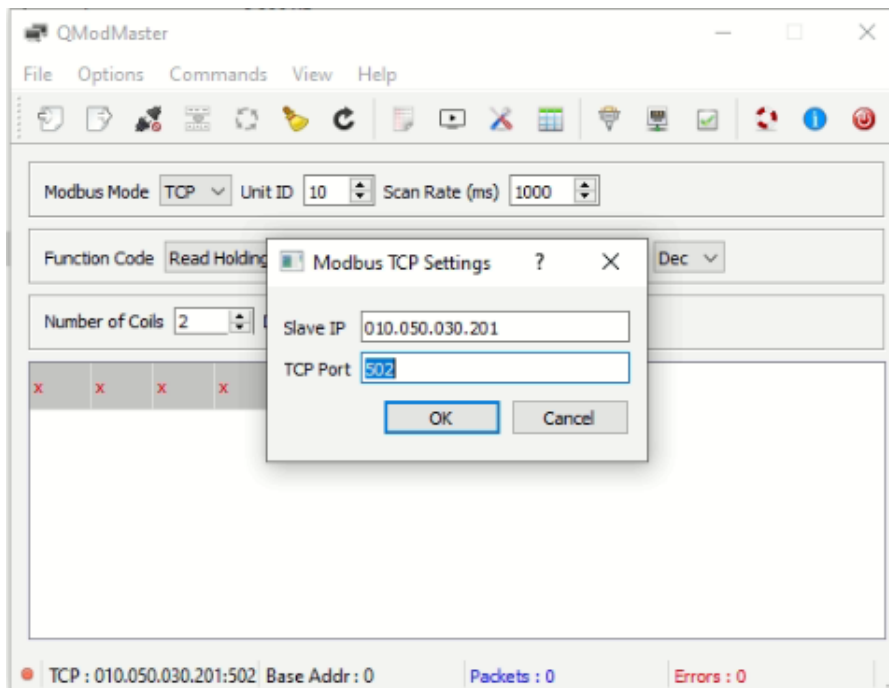 QModMaster
File Options Commands View Help
Modbus Mode TCP Unit ID 10 Scan Rate (ms) 1000
Function Code Read Holding Dec
Modbus TCP Settings ? X
Number of Coils 2
Slave IP 010.050.030.201
TCP Port 502
OK Cancel
x x x x
TCP : 010.050.030.201:502 Base Addr : 0 Packets : 0 Errors : 0